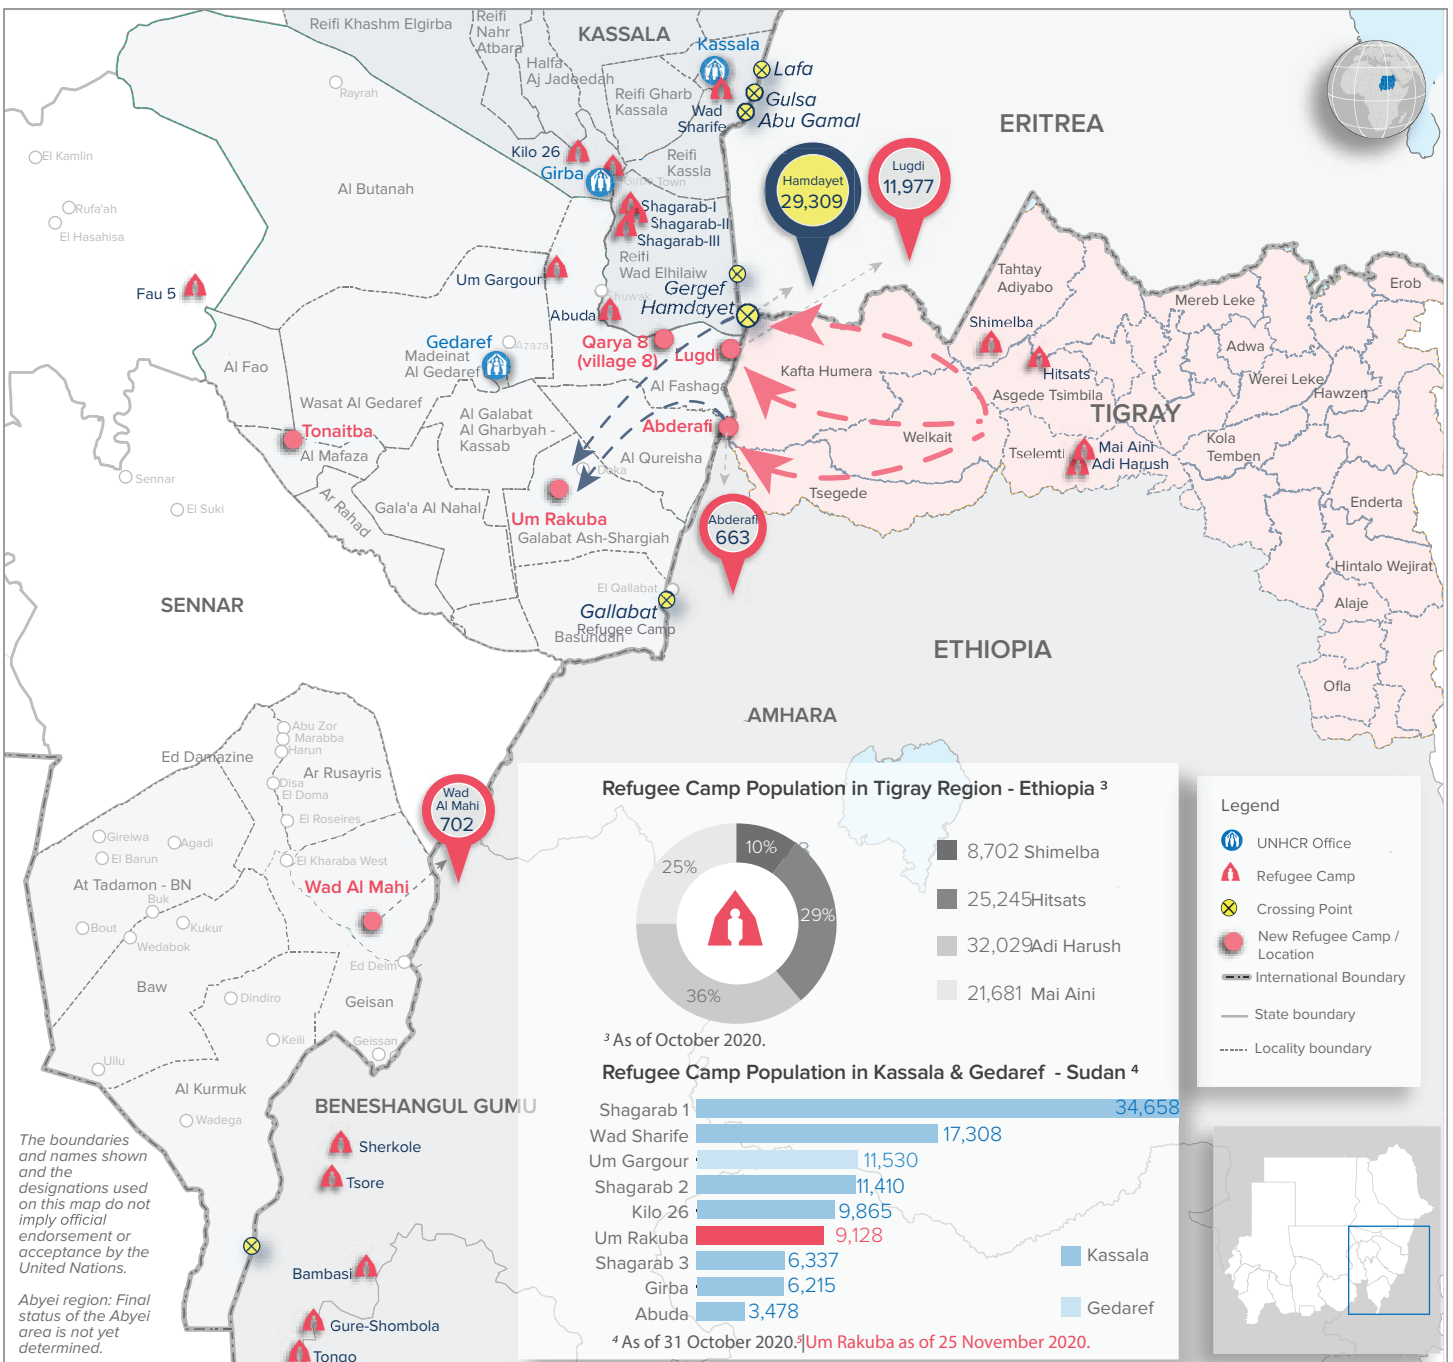 Reifi Khashm Elgirba
Reifi
Nahr
Atbara
KASSALA
Kassala
Lafa
Halfa
Aj Jadeedah
Rayrah
Reifi Gharb
Kassala
Gulsa
Wad
Sharife
Abu Gamal
ERITREA
El Kamlin
Kilo 26
Reifi
Kassla
Girba
Girba Town
Al Butanah
Hamdayet
29,309
Lugdi
11,977
Rufa'ah
El Hasahisa
Shagarab-I
Shagarab-II
Shagarab-III
Reifi
Wad Elhilaiw
Um Gargour
Gergef
Hamdayet
Fau 5
Shuwak
Abuda
Tahtay
Adiyabo
Erob
Mereb Leke
Shimelba
Gedaref
Azaza
Madeinat
Al Gedaref
Qarya 8
(village 8)
Lugdi
Adwa
Al Fao
Kafta Humera
Hitsats
Werei Leke
Hawzen
Al Fashaga
Asgede Tsimbila
TIGRAY
Wasat Al Gedaref
Al Galabat
Al Gharbyah -
Kassab
Abderafi
Tonaitba
Al Mafaza
Welkait
Kola
Temben
Tselemti
Mai Aini
Adi Harush
Al Qureisha
Doka
Sennar
Tsegede
El Suki
Ar Rahad
Gala'a Al Nahal
Um Rakuba
Galabat Ash-Shargiah
Abderafi
663
Enderta
Hintalo Wejirat
El Qallabat
Gallabat
Refugee Camp
Basundah
SENNAR
Alaje
ETHIOPIA
Ofla
AMHARA
Abu Zor
Marabba
Harun
Ed Damazine
Ar Rusayris
Disa
El Doma
El Roseires
Wad
Al Mahi
702
Gireiwa
Agadi
El Barun
El Kharaba West
At Tadamon - BN
Wad Al Mahi
Buk
Bout
Kukur
Wedabok
Ed Deim
Baw
Dindiro
Geisan
Keili
Geissan
Ullu
Al Kurmuk
Wadega
BENESHANGUL GUMU
Sherkole
Tsore
Bambasi
Gure-Shombola
Tongo
The boundaries
and names shown
and the
designations used
on this map do not
imply official
endorsement or
acceptance by the
United Nations.
Abyei region: Final
status of the Abyei
area is not yet
determined.
Refugee Camp Population in Tigray Region - Ethiopia ³
10%
29%
36%
25%
8,702 Shimelba
25,245 Hitsats
32,029 Adi Harush
21,681 Mai Aini
³ As of October 2020.
Refugee Camp Population in Kassala & Gedaref - Sudan ⁴
Shagarab 1 34,658
Wad Sharife 17,308
Um Gargour 11,530
Shagarab 2 11,410
Kilo 26 9,865
Um Rakuba 9,128
Shagarab 3 6,337
Girba 6,215
Abuda 3,478
Kassala
Gedaref
⁴ As of 31 October 2020.⁵|Um Rakuba as of 25 November 2020.
Legend
UNHCR Office
Refugee Camp
Crossing Point
New Refugee Camp /
Location
International Boundary
State boundary
Locality boundary